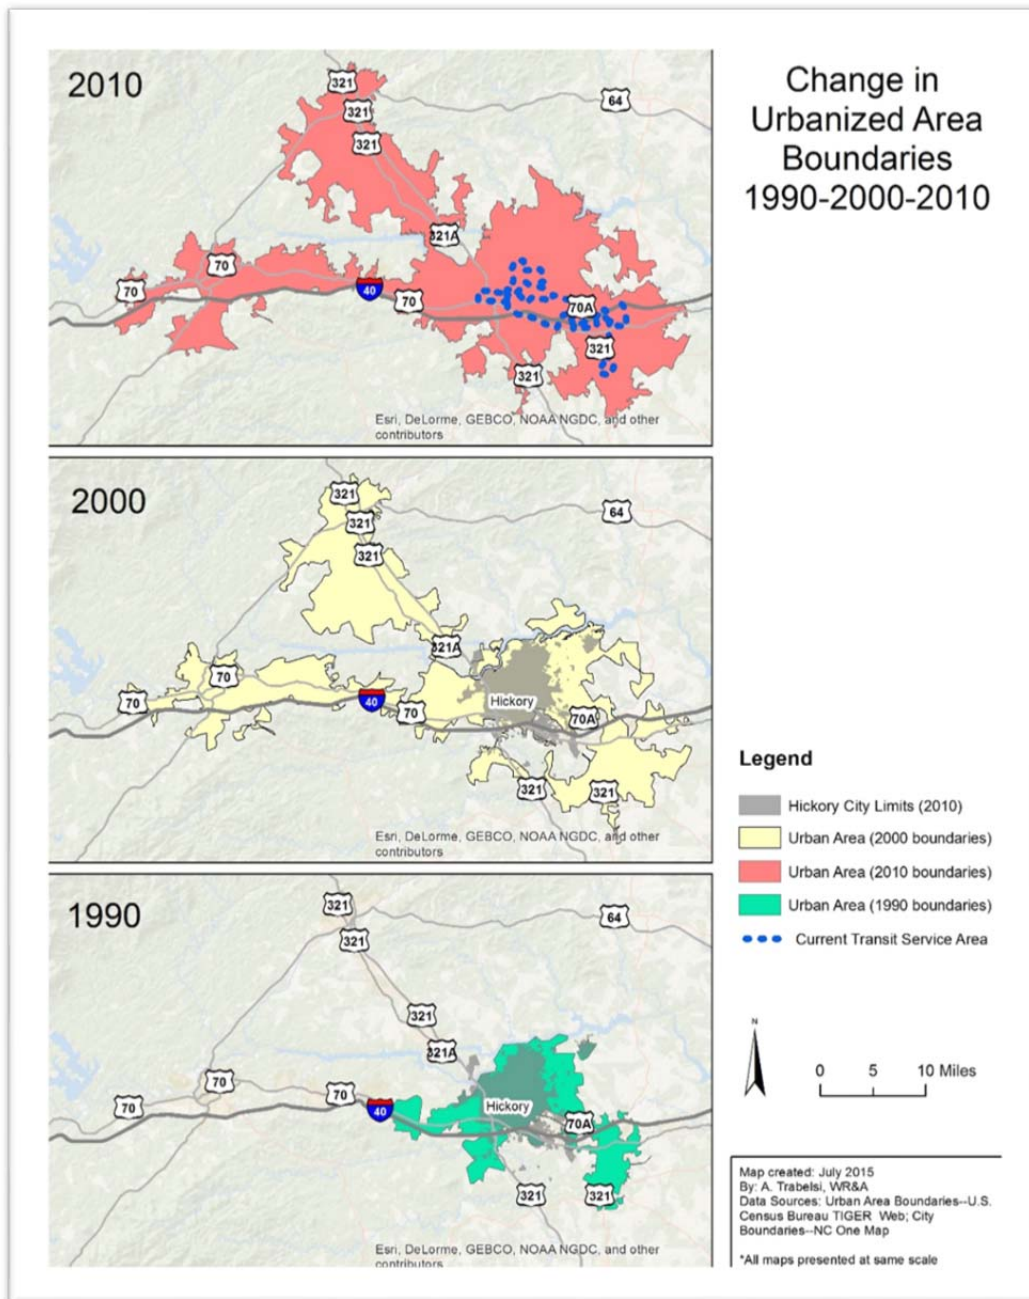 Change in
Urbanized Area
Boundaries
1990-2000-2010
2010
321
321
321
64
321A
70
70
40
70
70A
321
321
Esri, DeLorme, GEBCO, NOAA NGDC, and other
contributors
2000
321
321
321
64
321A
70
70
40
70
Hickory
70A
321
321
Esri, DeLorme, GEBCO, NOAA NGDC, and other
contributors
1990
321
321
64
321
321A
70
70
70
40
Hickory
70A
321
321
Esri, DeLorme, GEBCO, NOAA NGDC, and other
contributors
Legend
Hickory City Limits (2010)
Urban Area (2000 boundaries)
Urban Area (2010 boundaries)
Urban Area (1990 boundaries)
Current Transit Service Area
N
0 5 10 Miles
Map created: July 2015
By: A. Trabelsi, WR&A
Data Sources: Urban Area Boundaries--U.S.
Census Bureau TIGER Web; City
Boundaries--NC One Map
*All maps presented at same scale